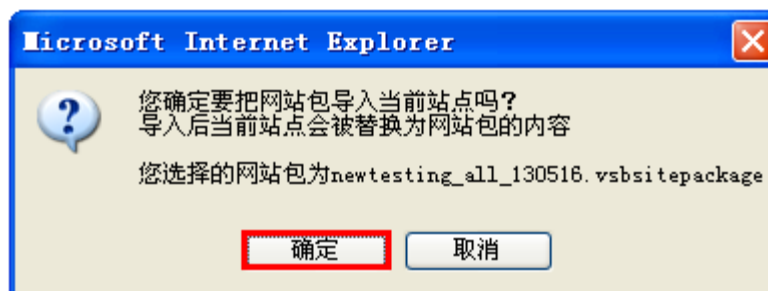 Microsoft Internet Explorer
您确定要把网站包导入当前站点吗?
导入后当前站点会被替换为网站包的内容
您选择的网站包为newtesting_all_130516.vsbsitepackage
确定
取消